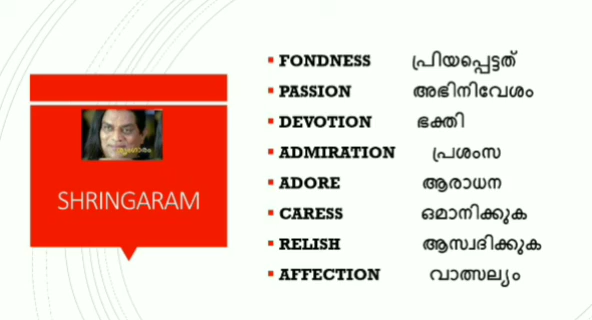 ശൃംഗാരം
SHRINGARAM
FONDNESS പ്രിയപ്പെട്ടത്
PASSION അഭിനിവേശം
DEVOTION ഭക്തി
ADMIRATION പ്രശംസ
ADORE ആരാധന
CARESS ഒമാനിക്കുക
RELISH ആസ്വദിക്കുക
AFFECTION വാത്സല്യം